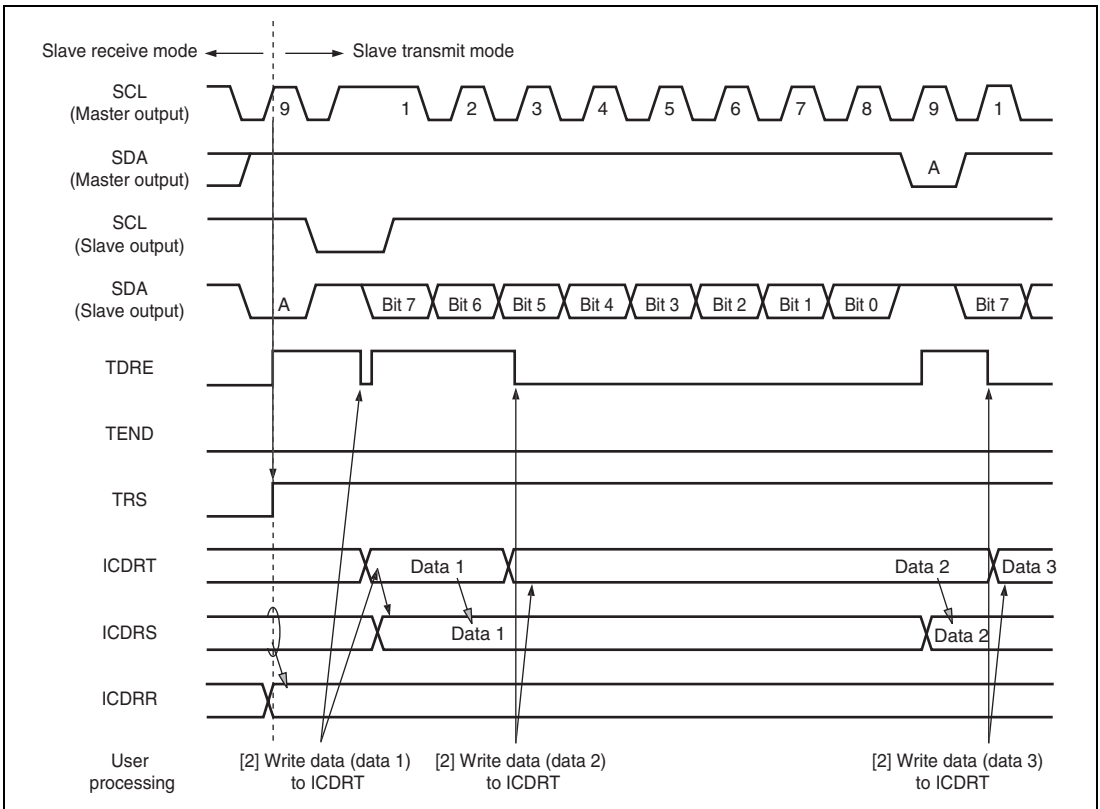 Slave receive mode
Slave transmit mode
SCL
(Master output)
9 1 2 3 4 5 6 7 8 9 1
SDA
(Master output)
A
SCL
(Slave output)
SDA
(Slave output)
A Bit 7 Bit 6 Bit 5 Bit 4 Bit 3 Bit 2 Bit 1 Bit 0 Bit 7
TDRE
TEND
TRS
ICDRT
Data 1 Data 2 Data 3
ICDRS
Data 1 Data 2
ICDRR
User
processing
[2] Write data (data 1)
to ICDRT
[2] Write data (data 2)
to ICDRT
[2] Write data (data 3)
to ICDRT